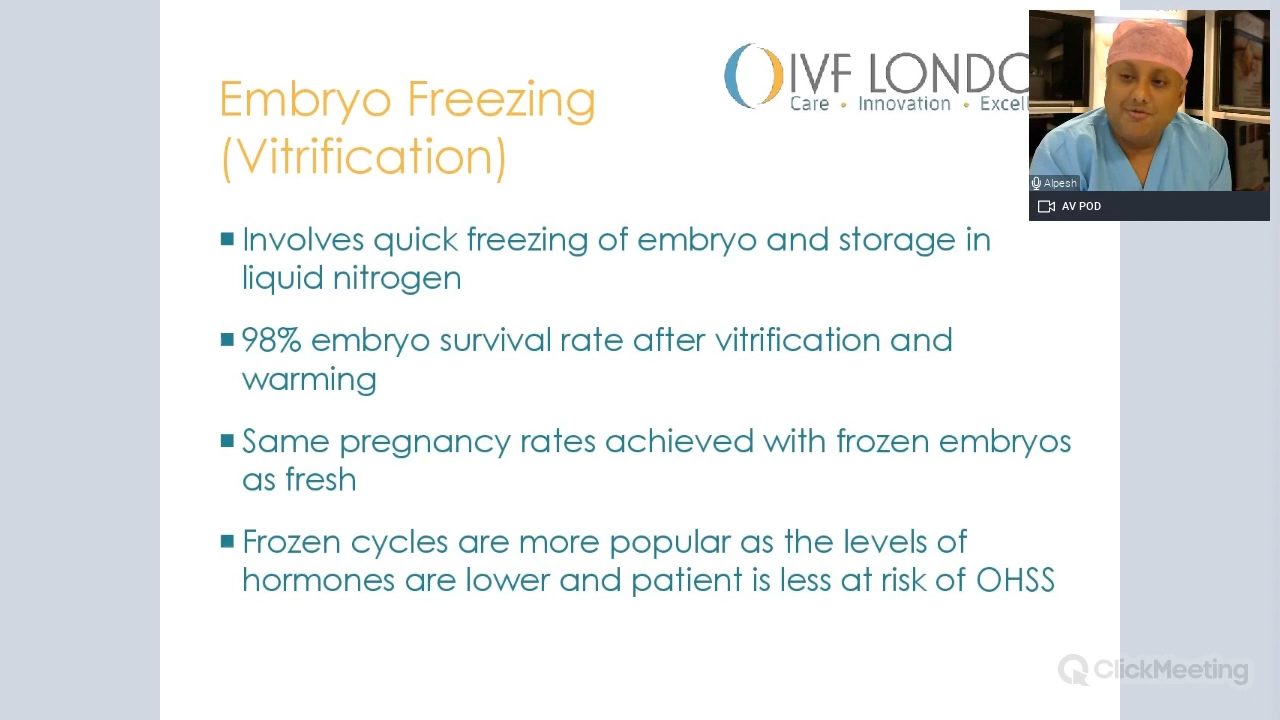 Embryo Freezing
(Vitrification)
IVF LONDO
Care • Innovation • Excell
Alpesh
AV POD
▪ Involves quick freezing of embryo and storage in
liquid nitrogen
▪ 98% embryo survival rate after vitrification and
warming
▪ Same pregnancy rates achieved with frozen embryos
as fresh
▪ Frozen cycles are more popular as the levels of
hormones are lower and patient is less at risk of OHSS
ClickMeeting